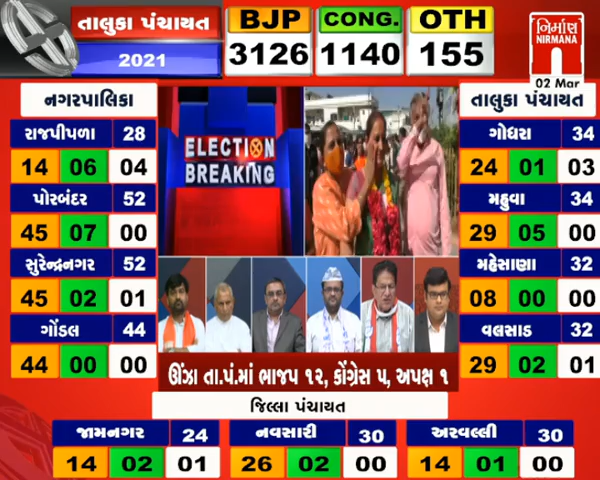 તાલુકા પંચાયત BJP CONG. OTH
2021 3126 1140 155
નિર્માણ
NIRMANA
02 Mar
નગરપાલિકા
રાજપીપળા 28
14 06 04
પોરબંદર 52
45 07 00
સુરેન્દ્રનગર 52
45 02 01
ગોંડલ 44
44 00 00
ELECTION
BREAKING
તાલુકા પંચાયત
ગોધરા 34
24 01 03
મહુવા 34
29 05 00
મહેસાણા 32
08 00 00
વલસાડ 32
29 02 01
ઊંઝા તા.પં.માં ભાજપ ૧૨, કોંગ્રેસ ૫, અપક્ષ ૧
જિલ્લા પંચાયત
જામનગર 24 નવસારી 30 અરવલ્લી 30
14 02 01 26 02 00 14 01 00